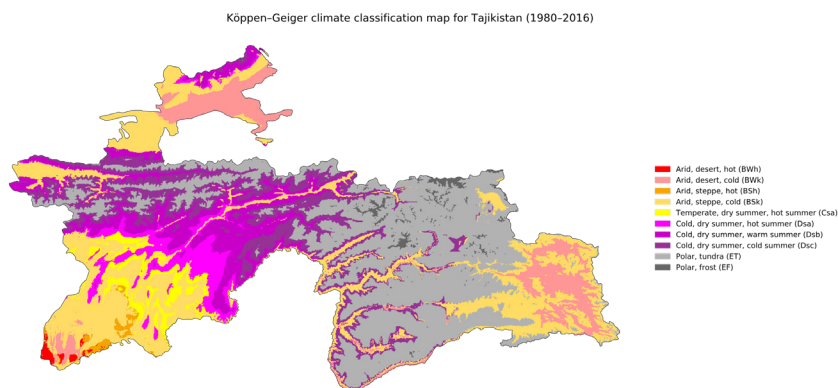 Köppen–Geiger climate classification map for Tajikistan (1980–2016)
Arid, desert, hot (BWh)
Arid, desert, cold (BWk)
Arid, steppe, hot (BSh)
Arid, steppe, cold (BSk)
Temperate, dry summer, hot summer (Csa)
Cold, dry summer, hot summer (Dsa)
Cold, dry summer, warm summer (Dsb)
Cold, dry summer, cold summer (Dsc)
Polar, tundra (ET)
Polar, frost (EF)